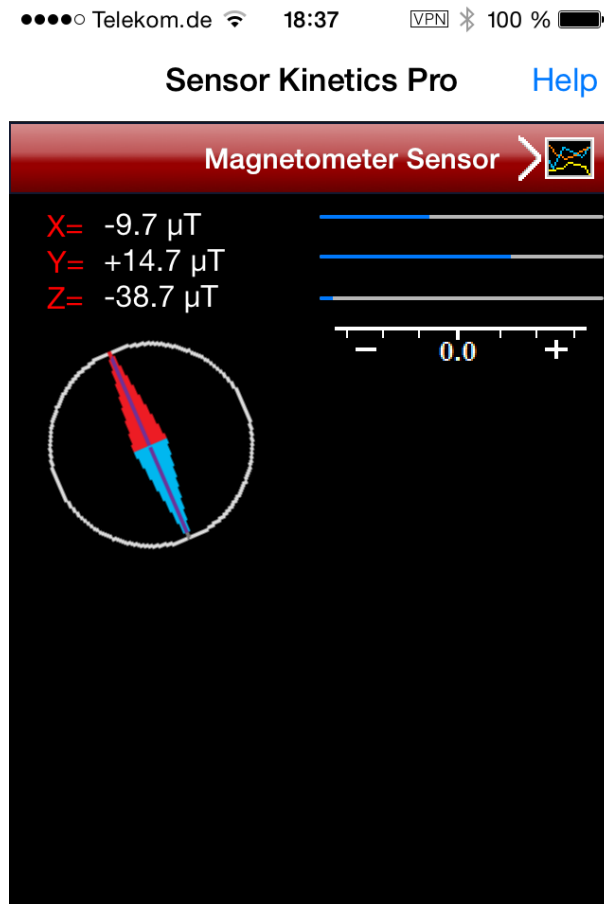 Telekom.de 18:37 VPN 100 %
Sensor Kinetics Pro Help
Magnetometer Sensor
X= -9.7 µT
Y= +14.7 µT
Z= -38.7 µT
− 0.0 +